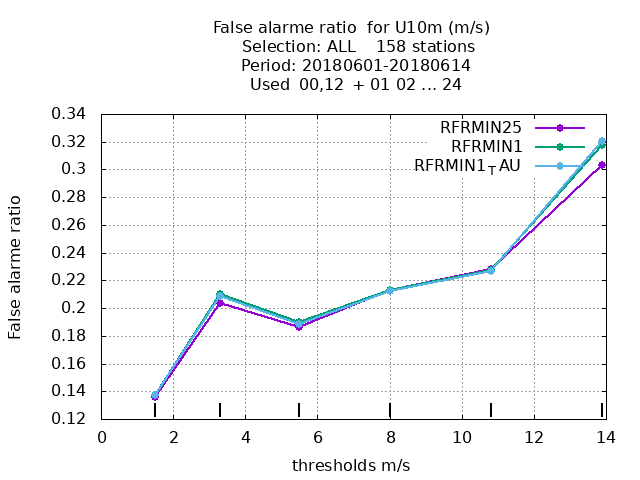 False alarme ratio  for U10m (m/s)
Selection: ALL    158 stations
Period: 20180601-20180614
Used  00,12  + 01 02 ... 24
0.34
0.32
0.3
0.28
0.26
0.24
0.22
0.2
0.18
0.16
0.14
0.12
False alarme ratio
RFRMIN25
RFRMIN1
RFRMIN1TAU
0 2 4 6 8 10 12 14
thresholds m/s